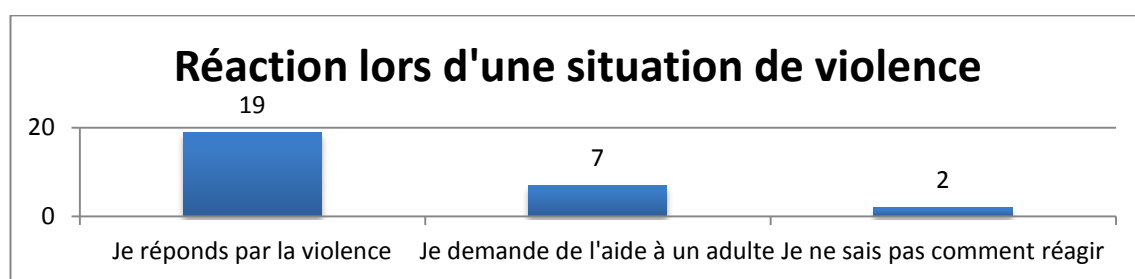 Réaction lors d'une situation de violence
19
20
7
2
0
Je réponds par la violence Je demande de l'aide à un adulte Je ne sais pas comment réagir